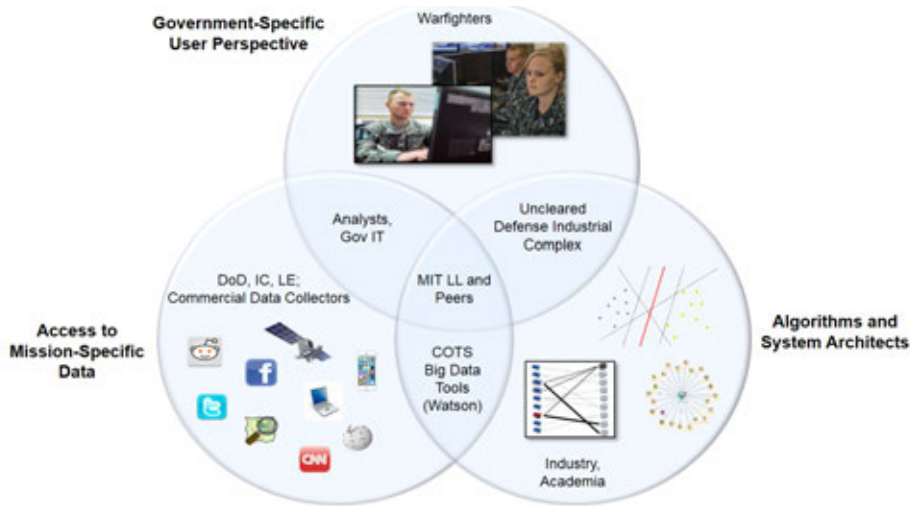 Government-Specific
User Perspective
Warfighters
Analysts,
Gov IT
Uncleared
Defense Industrial
Complex
DoD, IC, LE;
Commercial Data Collectors
MIT LL and
Peers
Access to
Mission-Specific
Data
Algorithms and
System Architects
COTS
Big Data
Tools
(Watson)
CNN
Industry,
Academia